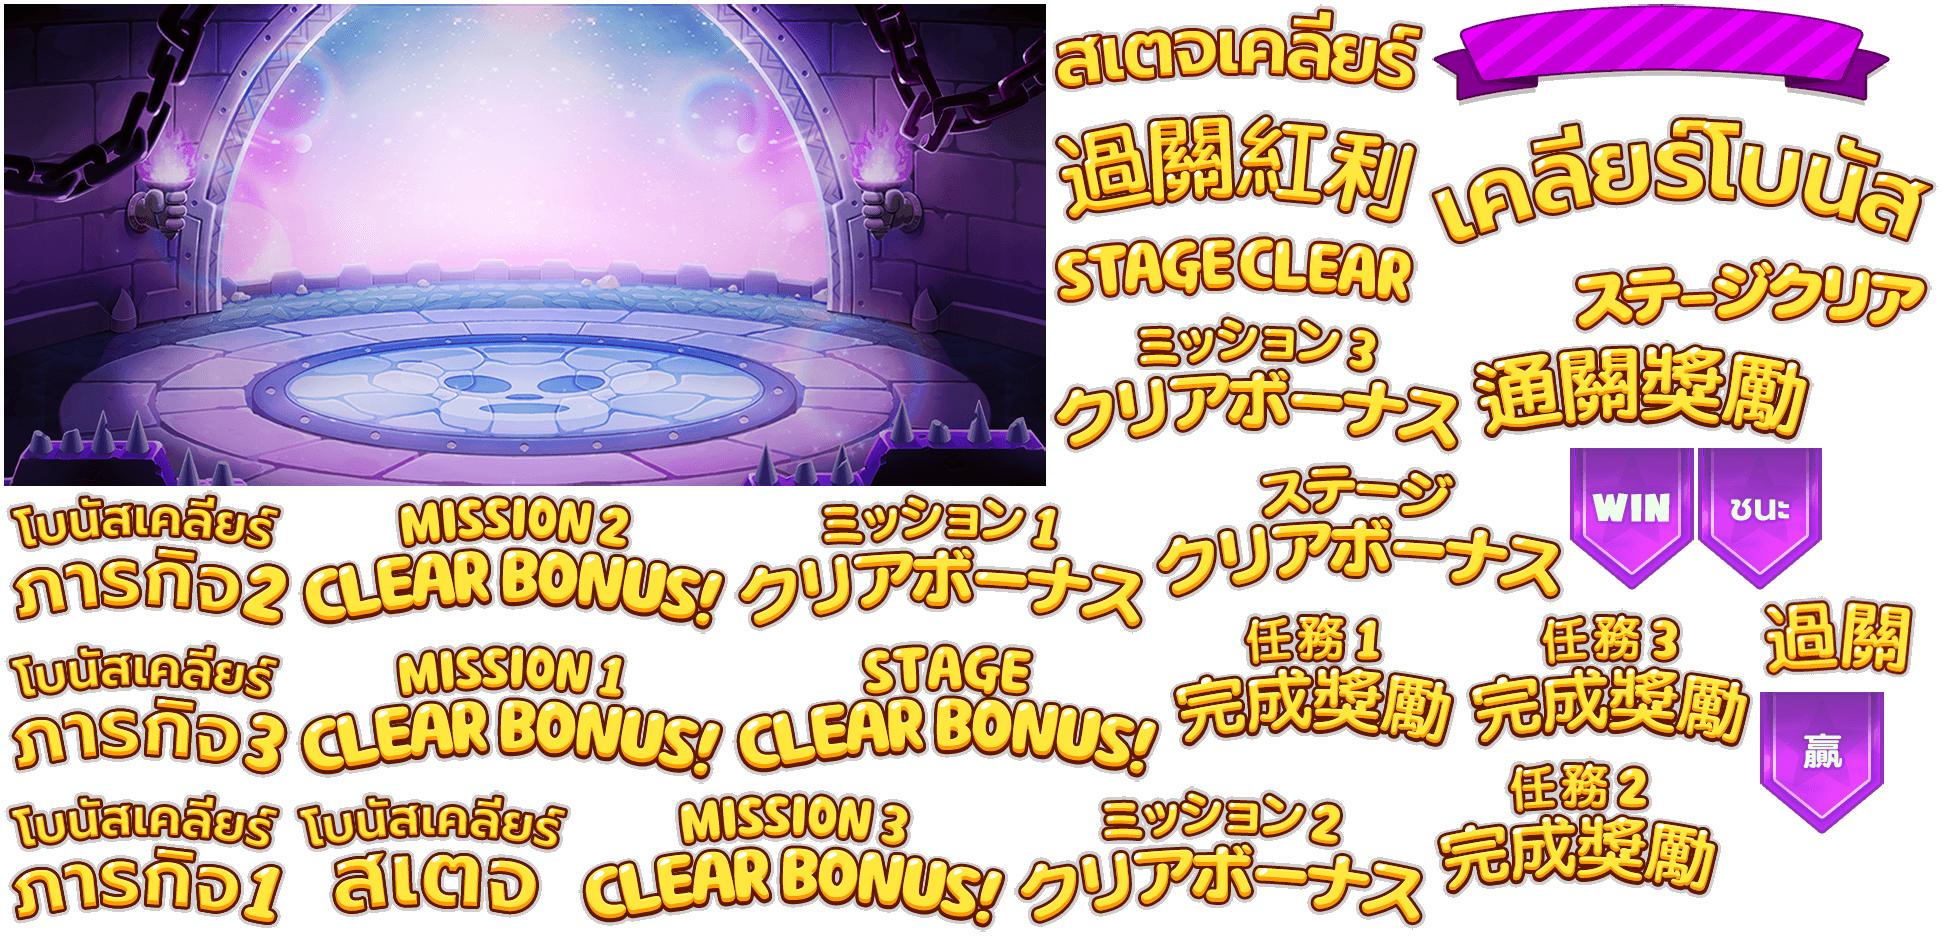 สเตจเคลียร์
過關紅利
เคลียร์โบนัส
STAGE CLEAR
ステージクリア
ミッション 3
クリアボーナス
通關獎勵
ステージ
クリアボーナス
WIN
ชนะ
โบนัสเคลียร์
ภารกิจ2
MISSION 2
CLEAR BONUS!
ミッション 1
クリアボーナス
任務 1
完成獎勵
任務 3
完成獎勵
過關
โบนัสเคลียร์
ภารกิจ3
MISSION 1
CLEAR BONUS!
STAGE
CLEAR BONUS!
贏
โบนัสเคลียร์
ภารกิจ1
โบนัสเคลียร์
สเตจ
MISSION 3
CLEAR BONUS!
ミッション 2
クリアボーナス
任務 2
完成獎勵